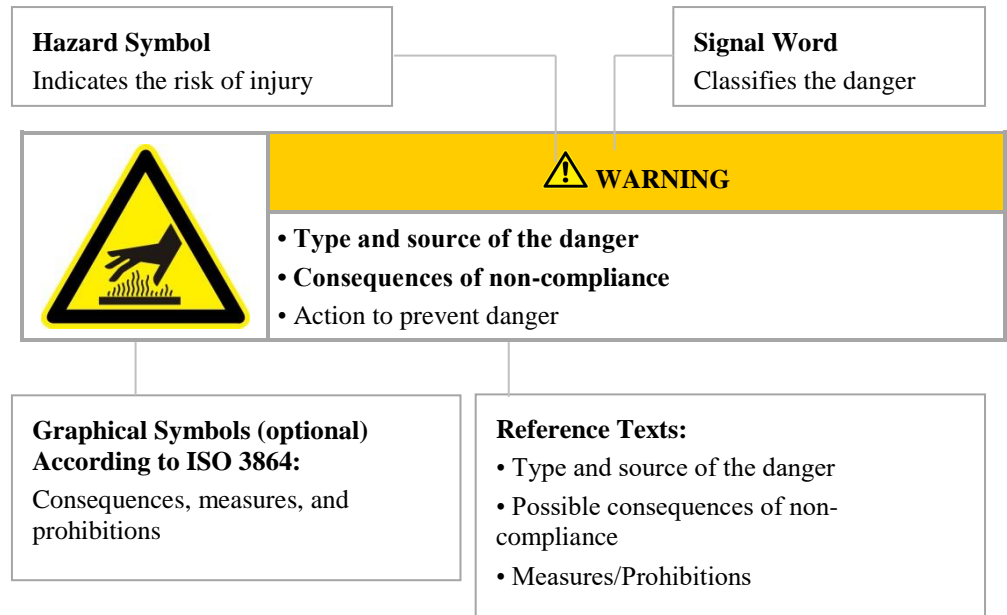 Hazard Symbol
Indicates the risk of injury
Signal Word
Classifies the danger
WARNING
• Type and source of the danger
• Consequences of non-compliance
• Action to prevent danger
Graphical Symbols (optional)
According to ISO 3864:
Consequences, measures, and
prohibitions
Reference Texts:
• Type and source of the danger
• Possible consequences of non-
compliance
• Measures/Prohibitions